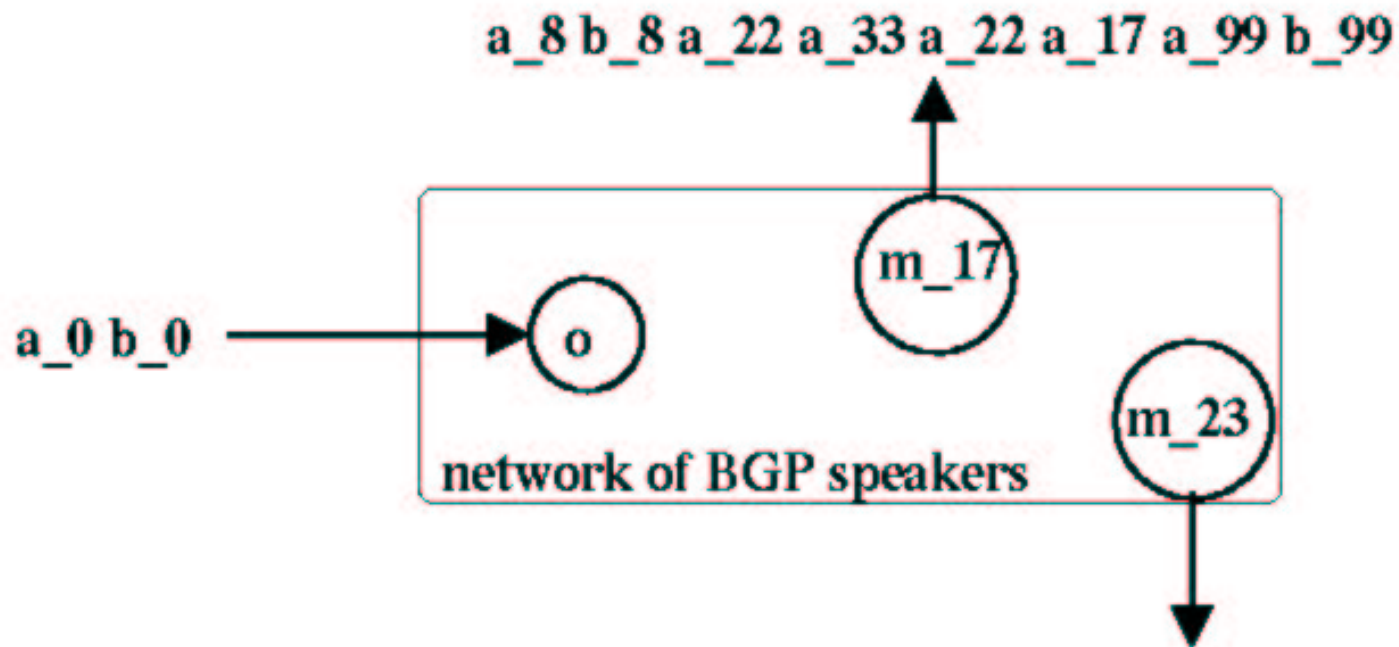 a_8 b_8 a_22 a_33 a_22 a_17 a_99 b_99
m_17
a_0 b_0
o
m_23
network of BGP speakers